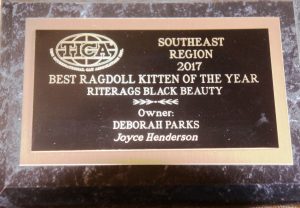 TICA
SOUTHEAST
REGION
2017
BEST RAGDOLL KITTEN OF THE YEAR
RITERAGS BLACK BEAUTY
Owner:
DEBORAH PARKS
Joyce Henderson